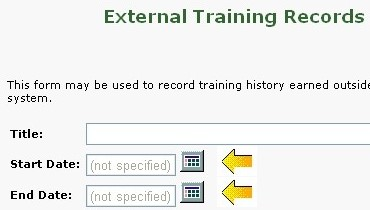 External Training Records
This form may be used to record training history earned outside
system.
Title:
Start Date: (not specified)
End Date: (not specified)